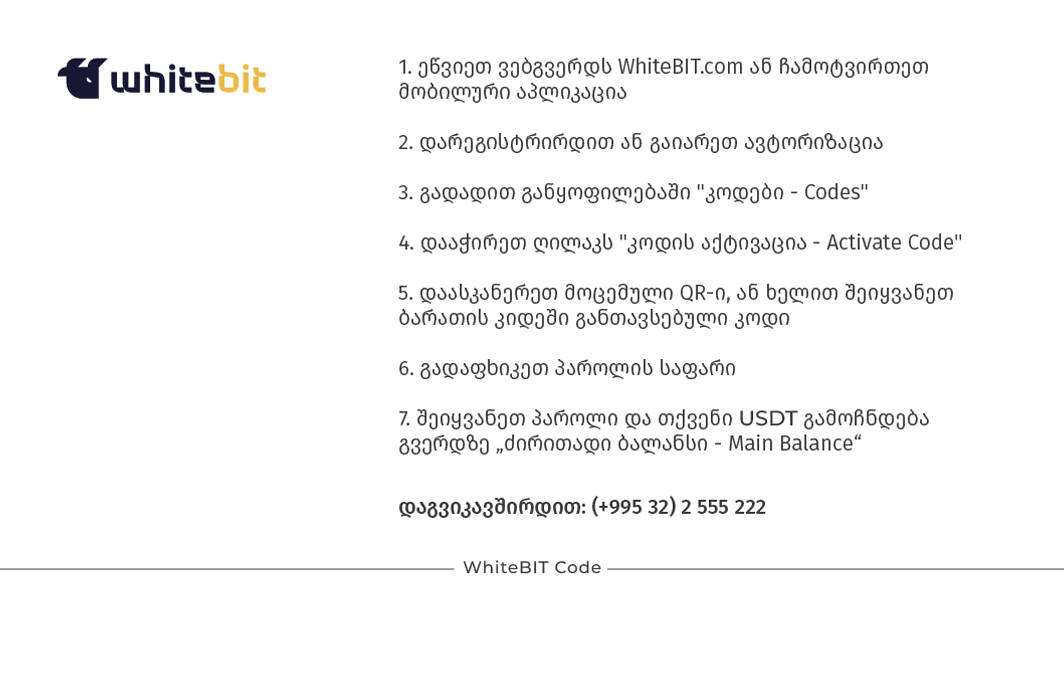 whitebit
1. ეწვიეთ ვებგვერდს WhiteBIT.com ან ჩამოტვირთეთ
მობილური აპლიკაცია
2. დარეგისტრირდით ან გაიარეთ ავტორიზაცია
3. გადადით განყოფილებაში "კოდები - Codes"
4. დააჭირეთ ღილაკს "კოდის აქტივაცია - Activate Code"
5. დაასკანერეთ მოცემული QR-ი, ან ხელით შეიყვანეთ
ბარათის კიდეში განთავსებული კოდი
6. გადაფხიკეთ პაროლის საფარი
7. შეიყვანეთ პაროლი და თქვენი USDT გამოჩნდება
გვერდზე „ძირითადი ბალანსი - Main Balance“
დაგვიკავშირდით: (+995 32) 2 555 222
WhiteBIT Code